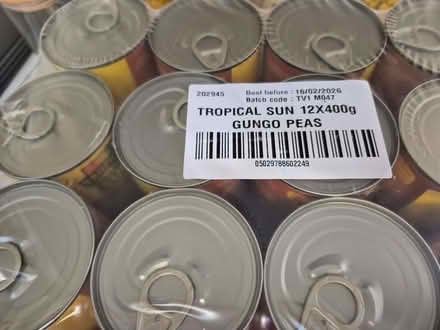 202945 Best before : 16/02/2026
Batch code : TV1 M047
TROPICAL SUN 12X400g
GUNGO PEAS
05029788602249